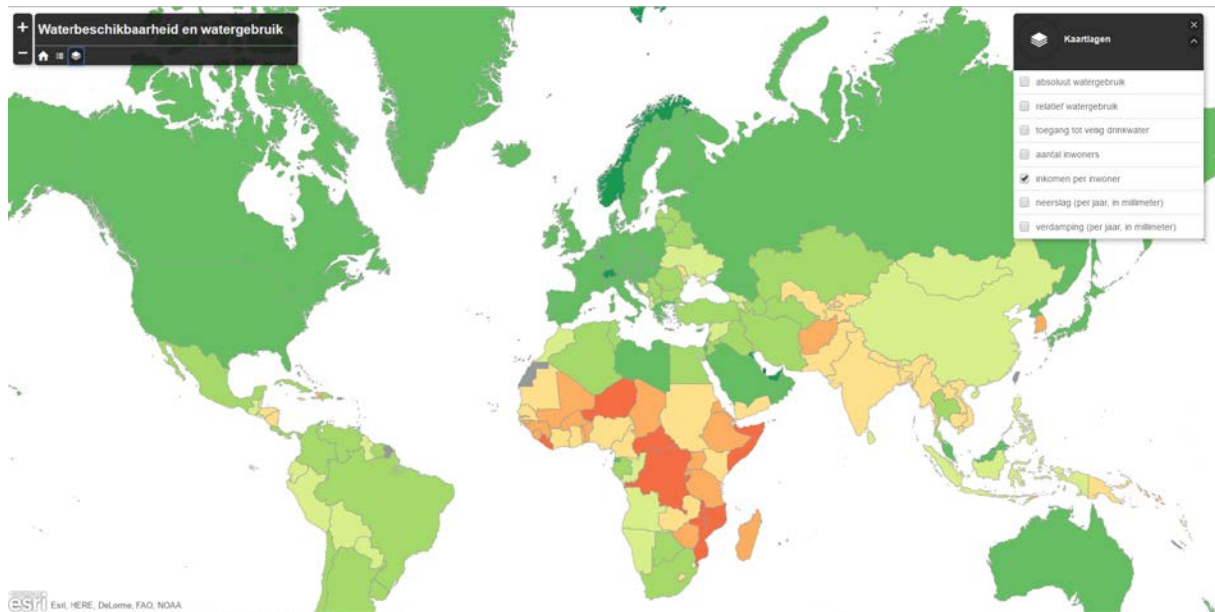 +
Waterbeschikbaarheid en watergebruik
−
Kaartlagen
absoluut watergebruik
relatief watergebruik
toegang tot veilig drinkwater
aantal inwoners
inkomen per inwoner
neerslag (per jaar, in millimeter)
verdamping (per jaar, in millimeter)
esri Esri, HERE, DeLorme, FAO, NOAA